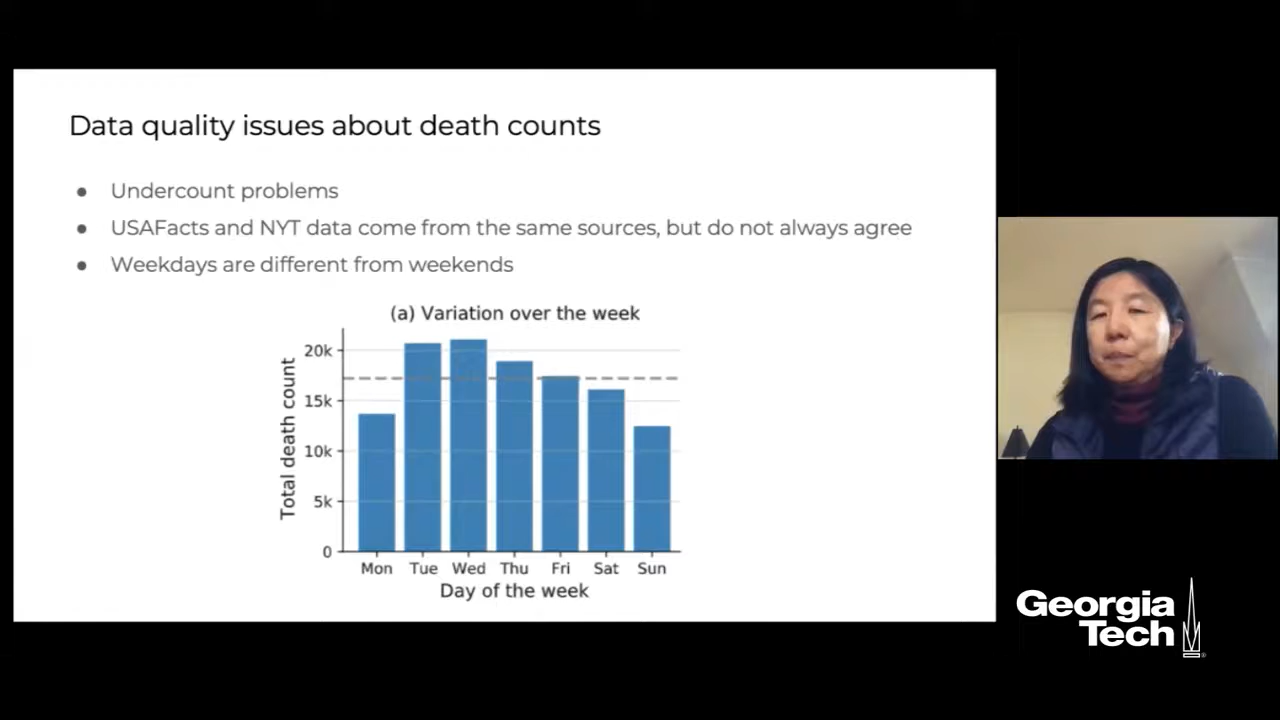 Data quality issues about death counts
● Undercount problems
● USAFacts and NYT data come from the same sources, but do not always agree
● Weekdays are different from weekends
(a) Variation over the week
Total death count
20k
15k
10k
5k
0
Mon Tue Wed Thu Fri Sat Sun
Day of the week
Georgia
Tech